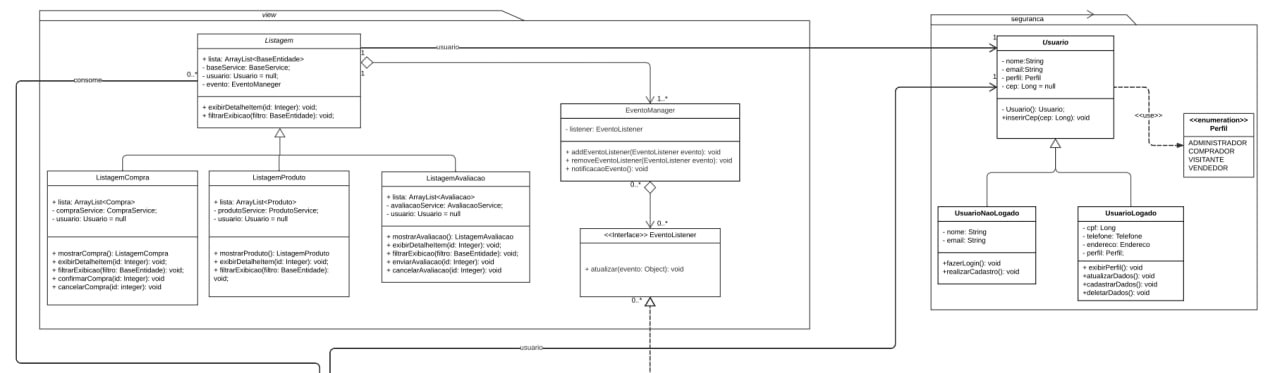 view
Listagem
+ lista: ArrayList<BaseEntidade>
- baseService: BaseService;
- usuario: Usuario = null;
- evento: EventoManeger
+ exibirDetalheItem(id: Integer): void;
+ filtrarExibicao(filtro: BaseEntidade): void;
consome
0..*
1
1
usuario
1..*
EventoManager
- listener: EventoListener
+ addEventoListener(EventoListener evento): void
+ removeEventoListener(EventoListener evento): void
+ notificacaoEvento(): void
0..*
0..*
<<Interface>> EventoListener
+ atualizar(evento: Object): void
0..*
ListagemCompra
+ lista: ArrayList<Compra>
- compraService: CompraService;
- usuario: Usuario = null
+ mostrarCompra(): ListagemCompra
+ exibirDetalheItem(id: Integer): void;
+ filtrarExibicao(filtro: BaseEntidade): void;
+ confirmarCompra(id: Integer): void
+ cancelarCompra(id: integer): void
ListagemProduto
+ lista: ArrayList<Produto>
- produtoService: ProdutoService;
- usuario: Usuario = null
+ mostrarProduto(): ListagemProduto
+ exibirDetalheItem(id: Integer): void;
+ filtrarExibicao(filtro: BaseEntidade):
void;
ListagemAvaliacao
+ lista: ArrayList<Avaliacao>
- avaliacaoService: AvaliacaoService;
- usuario: Usuario = null
+ mostrarAvaliacao(): ListagemAvaliacao
+ exibirDetalheItem(id: Integer): void;
+ filtrarExibicao(filtro: BaseEntidade): void;
+ enviarAvaliacao(id: Integer): void
+ cancelarAvaliacao(id: Integer): void
usuario
seguranca
1
1
Usuario
- nome:String
- email:String
- perfil: Perfil
- cep: Long = null
- Usuario(): Usuario;
+inserirCep(cep: Long): void
<<use>>
<<enumeration>>
Perfil
ADMINISTRADOR
COMPRADOR
VISITANTE
VENDEDOR
UsuarioNaoLogado
- nome: String
- email: String
+fazerLogin(): void
+realizarCadastro(): void
UsuarioLogado
- cpf: Long
- telefone: Telefone
- endereco: Endereco
- perfil: Perfil;
+ exibirPerfil(): void
+atualizarDados(): void
+cadastrarDados(): void
+deletarDados(): void